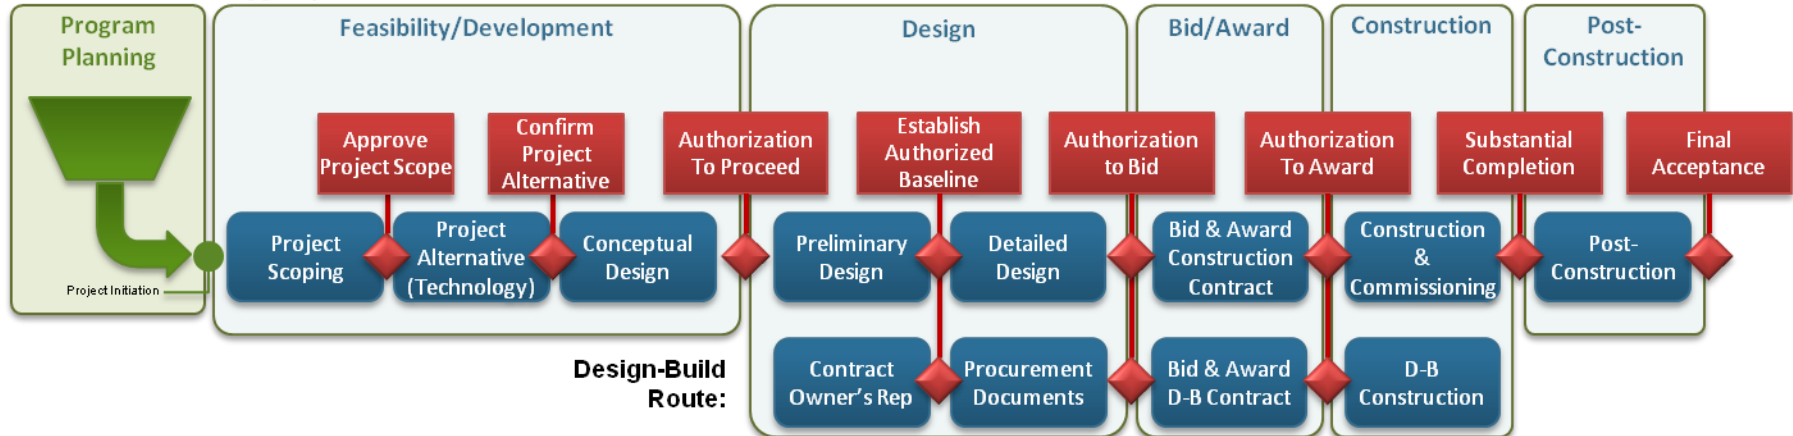 Program
Planning
Feasibility/Development
Design
Bid/Award
Construction
Post-
Construction
Approve
Project Scope
Confirm
Project
Alternative
Authorization
To Proceed
Establish
Authorized
Baseline
Authorization
to Bid
Authorization
To Award
Substantial
Completion
Final
Acceptance
Project Initiation
Project
Scoping
Project
Alternative
(Technology)
Conceptual
Design
Preliminary
Design
Detailed
Design
Bid & Award
Construction
Contract
Construction
&
Commissioning
Post-
Construction
Design-Build
Route:
Contract
Owner's Rep
Procurement
Documents
Bid & Award
D-B Contract
D-B
Construction